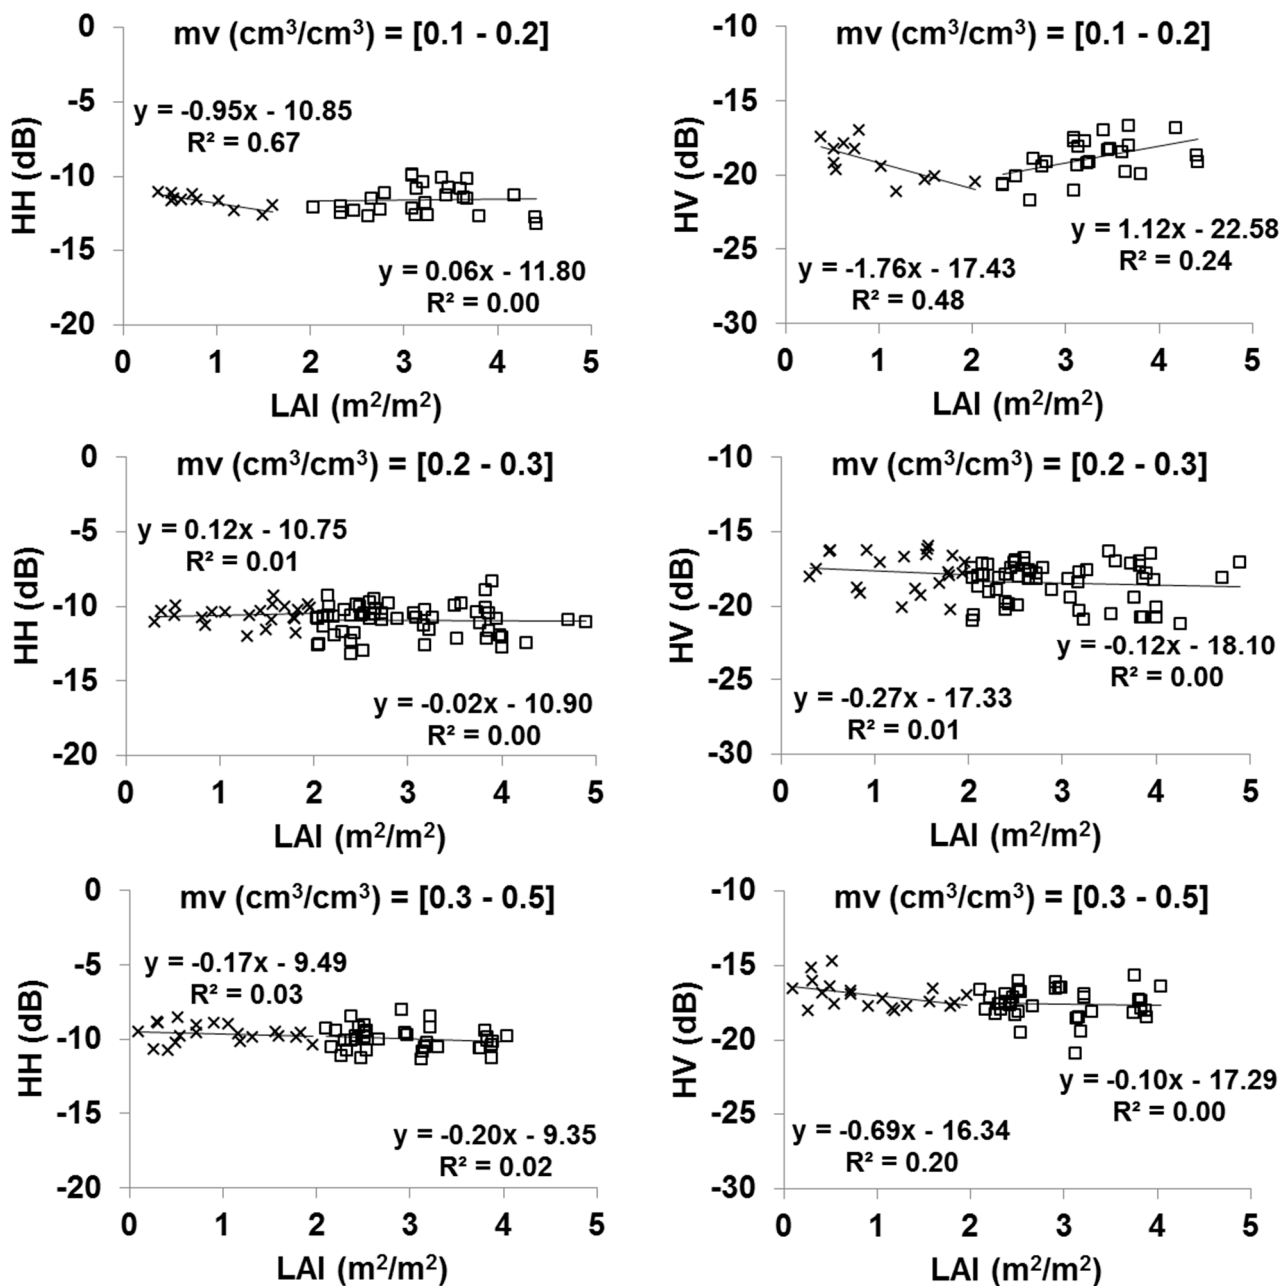 mv (cm³/cm³) = [0.1 - 0.2]
0
-5
-10
-15
-20
HH (dB)
y = -0.95x - 10.85
R² = 0.67
y = 0.06x - 11.80
R² = 0.00
0 1 2 3 4 5
LAI (m²/m²)
mv (cm³/cm³) = [0.1 - 0.2]
-10
-15
-20
-25
-30
HV (dB)
y = -1.76x - 17.43
R² = 0.48
y = 1.12x - 22.58
R² = 0.24
0 1 2 3 4 5
LAI (m²/m²)
mv (cm³/cm³) = [0.2 - 0.3]
0
-5
-10
-15
-20
HH (dB)
y = 0.12x - 10.75
R² = 0.01
y = -0.02x - 10.90
R² = 0.00
0 1 2 3 4 5
LAI (m²/m²)
mv (cm³/cm³) = [0.2 - 0.3]
-10
-15
-20
-25
-30
HV (dB)
y = -0.27x - 17.33
R² = 0.01
y = -0.12x - 18.10
R² = 0.00
0 1 2 3 4 5
LAI (m²/m²)
mv (cm³/cm³) = [0.3 - 0.5]
0
-5
-10
-15
-20
HH (dB)
y = -0.17x - 9.49
R² = 0.03
y = -0.20x - 9.35
R² = 0.02
0 1 2 3 4 5
LAI (m²/m²)
mv (cm³/cm³) = [0.3 - 0.5]
-10
-15
-20
-25
-30
HV (dB)
y = -0.69x - 16.34
R² = 0.20
y = -0.10x - 17.29
R² = 0.00
0 1 2 3 4 5
LAI (m²/m²)